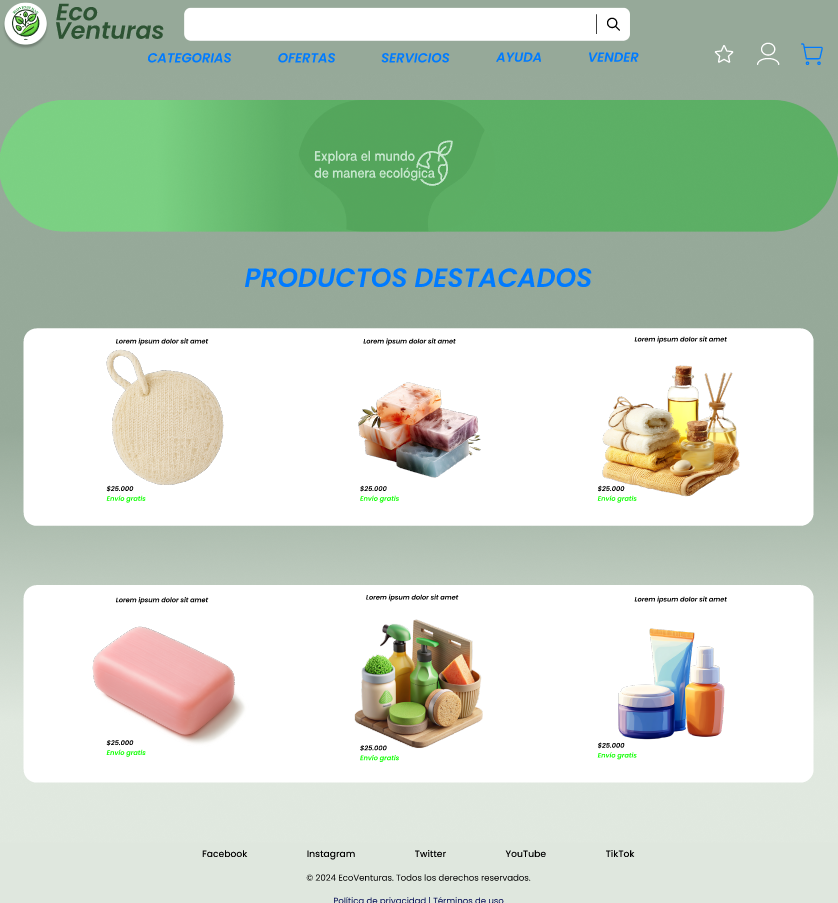 Eco
Venturas
CATEGORIAS OFERTAS SERVICIOS AYUDA VENDER
Explora el mundo
de manera ecológica
PRODUCTOS DESTACADOS
Lorem ipsum dolor sit amet Lorem ipsum dolor sit amet Lorem ipsum dolor sit amet
$25.000 $25.000 $25.000
Envío gratis Envío gratis Envío gratis
Lorem ipsum dolor sit amet Lorem ipsum dolor sit amet Lorem ipsum dolor sit amet
$25.000 $25.000 $25.000
Envío gratis Envío gratis Envío gratis
Facebook Instagram Twitter YouTube TikTok
© 2024 EcoVenturas. Todos los derechos reservados.
Política de privacidad | Términos de uso